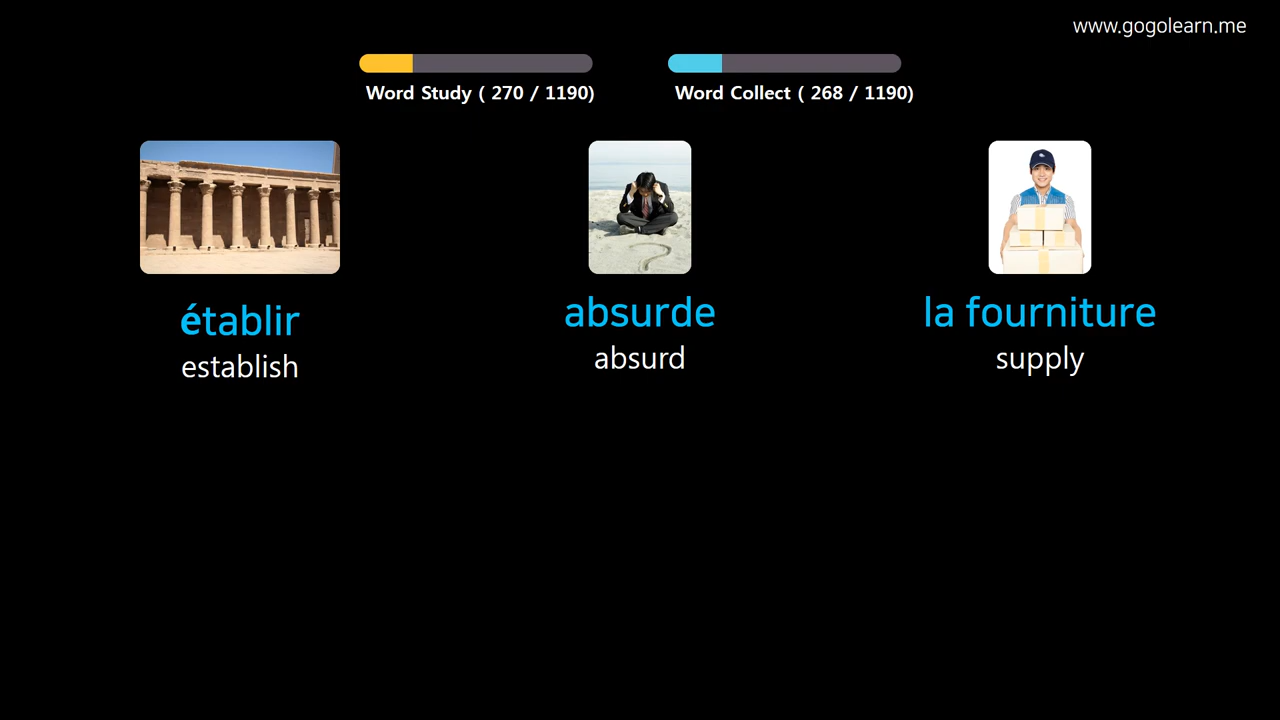 www.gogolearn.me
Word Study ( 270 / 1190)
Word Collect ( 268 / 1190)
établir
establish
absurde
absurd
la fourniture
supply